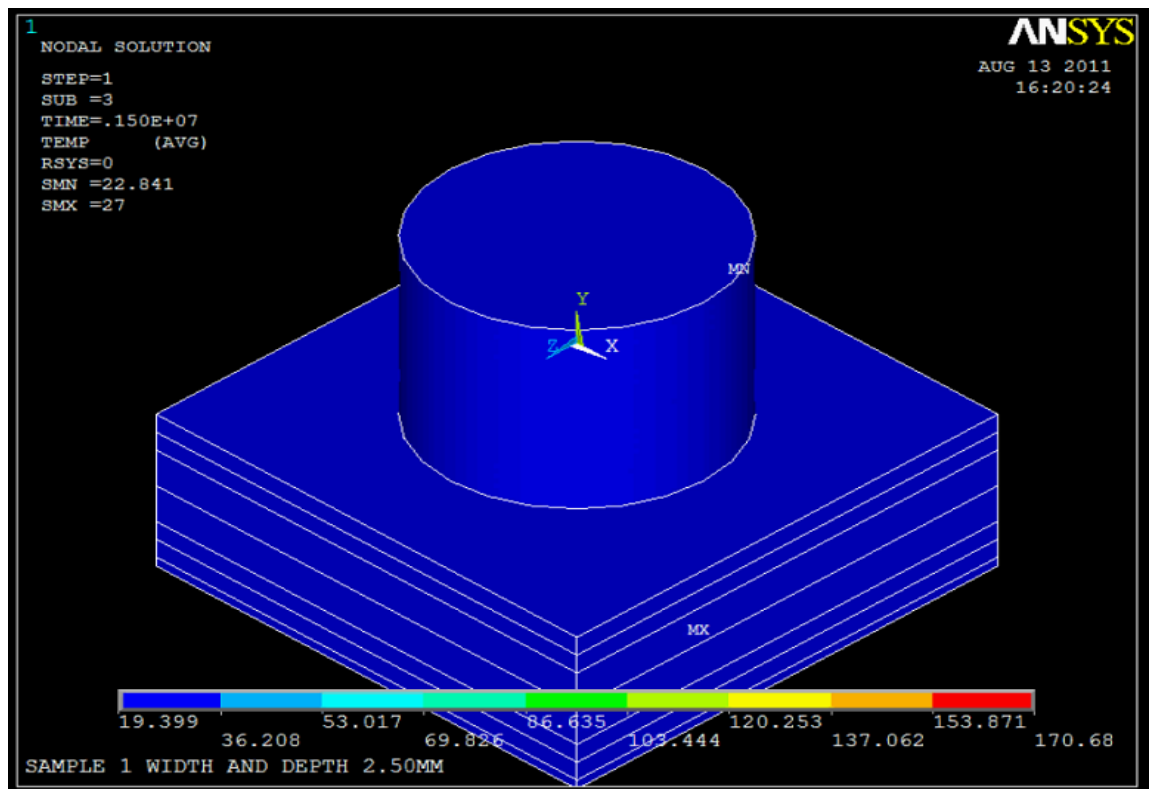 1
NODAL SOLUTION
STEP=1
SUB =3
TIME=.150E+07
TEMP (AVG)
RSYS=0
SMN =22.841
SMX =27
ANSYS
AUG 13 2011
16:20:24
MN
Y
Z X
MX
19.399 53.017 86.635 120.253 153.871
36.208 69.826 103.444 137.062 170.68
SAMPLE 1 WIDTH AND DEPTH 2.50MM